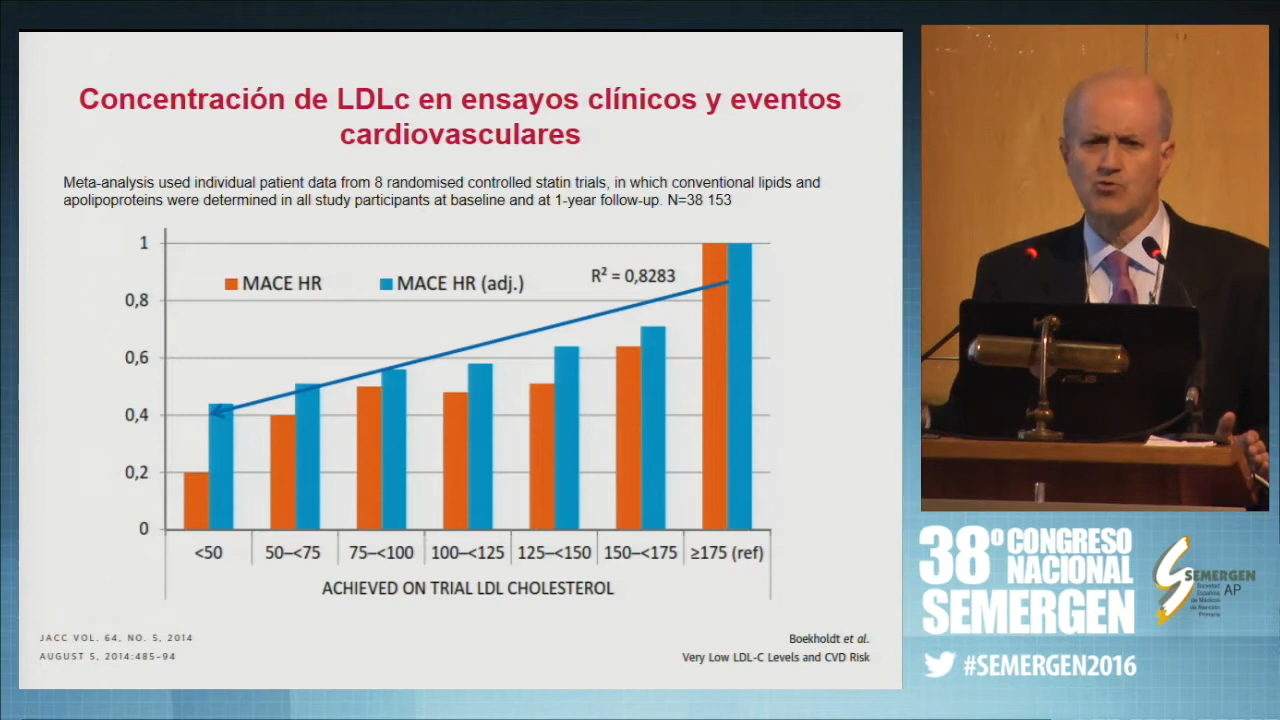 Concentración de LDLc en ensayos clínicos y eventos
cardiovasculares
Meta-analysis used individual patient data from 8 randomised controlled statin trials, in which conventional lipids and
apolipoproteins were determined in all study participants at baseline and at 1-year follow-up. N=38 153
1
0,8
0,6
0,4
0,2
0
MACE HR
MACE HR (adj.)
R² = 0,8283
<50
50–<75
75–<100
100–<125
125–<150
150–<175
≥175 (ref)
ACHIEVED ON TRIAL LDL CHOLESTEROL
JACC VOL. 64, NO. 5, 2014
AUGUST 5, 2014:485–94
Boekholdt et al.
Very Low LDL-C Levels and CVD Risk
38º CONGRESO
NACIONAL
SEMERGEN
SEMERGEN
Sociedad
Española
de Médicos
de Atención
Primaria
AP
#SEMERGEN2016